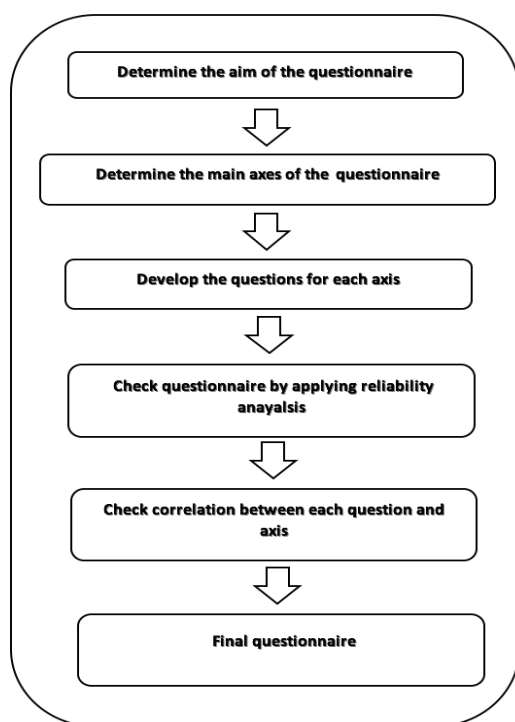 Determine the aim of the questionnaire
Determine the main axes of the questionnaire
Develop the questions for each axis
Check questionnaire by applying reliability
anayalsis
Check correlation between each question and
axis
Final questionnaire